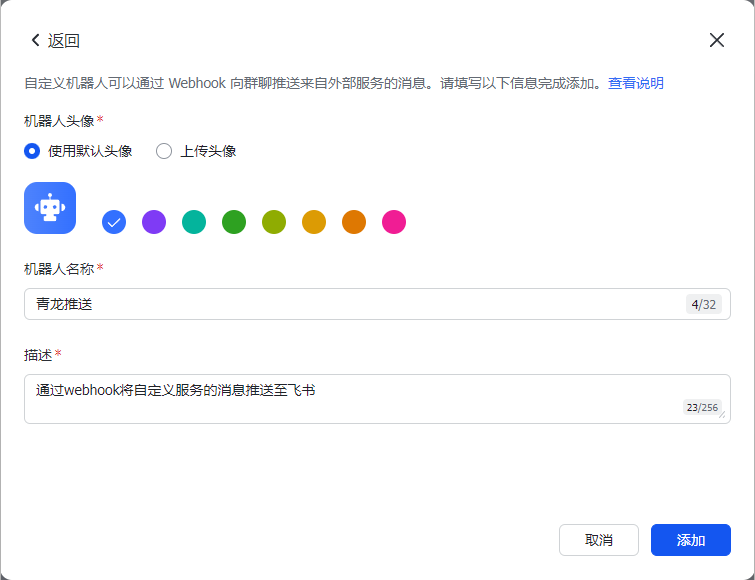 返回
自定义机器人可以通过 Webhook 向群聊推送来自外部服务的消息。请填写以下信息完成添加。查看说明
机器人头像*
使用默认头像 上传头像
机器人名称*
青龙推送 4/32
描述*
通过webhook将自定义服务的消息推送至飞书
23/256
取消 添加